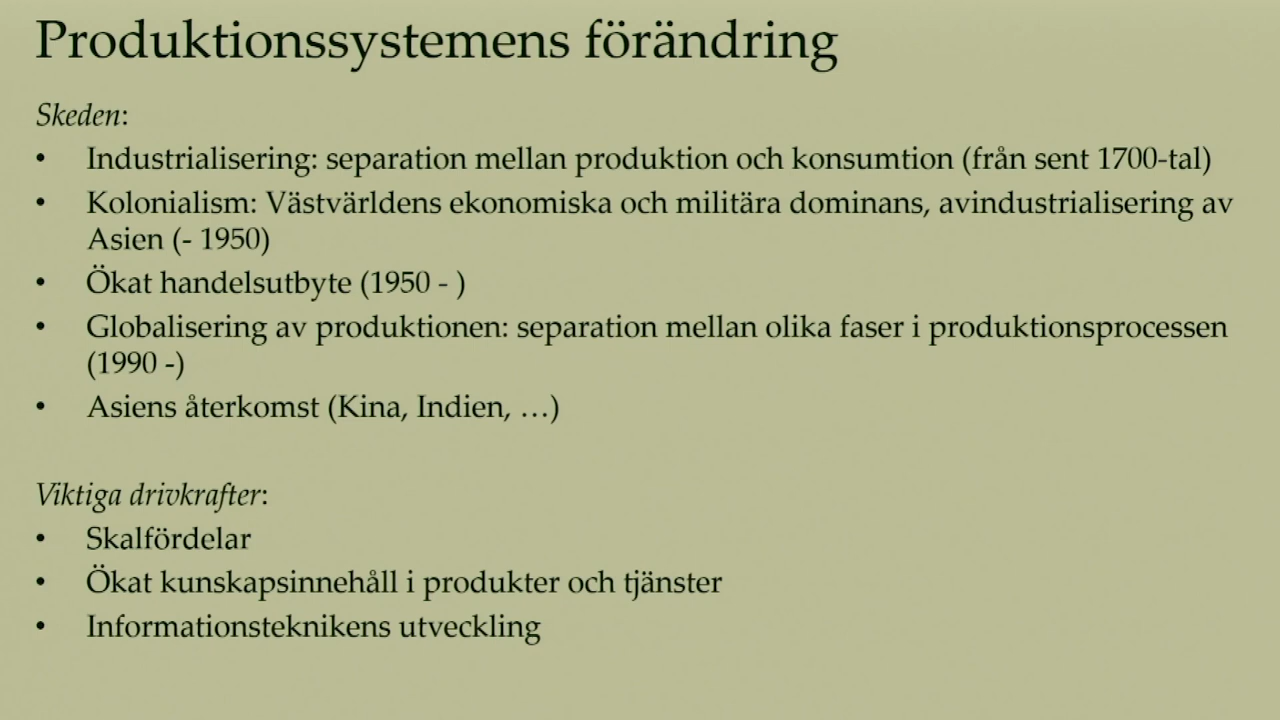 Produktionssystemens förändring
Skeden:
• Industrialisering: separation mellan produktion och konsumtion (från sent 1700-tal)
• Kolonialism: Västvärldens ekonomiska och militära dominans, avindustrialisering av
Asien (- 1950)
• Ökat handelsutbyte (1950 - )
• Globalisering av produktionen: separation mellan olika faser i produktionsprocessen
(1990 -)
• Asiens återkomst (Kina, Indien, …)
Viktiga drivkrafter:
• Skalfördelar
• Ökat kunskapsinnehåll i produkter och tjänster
• Informationsteknikens utveckling